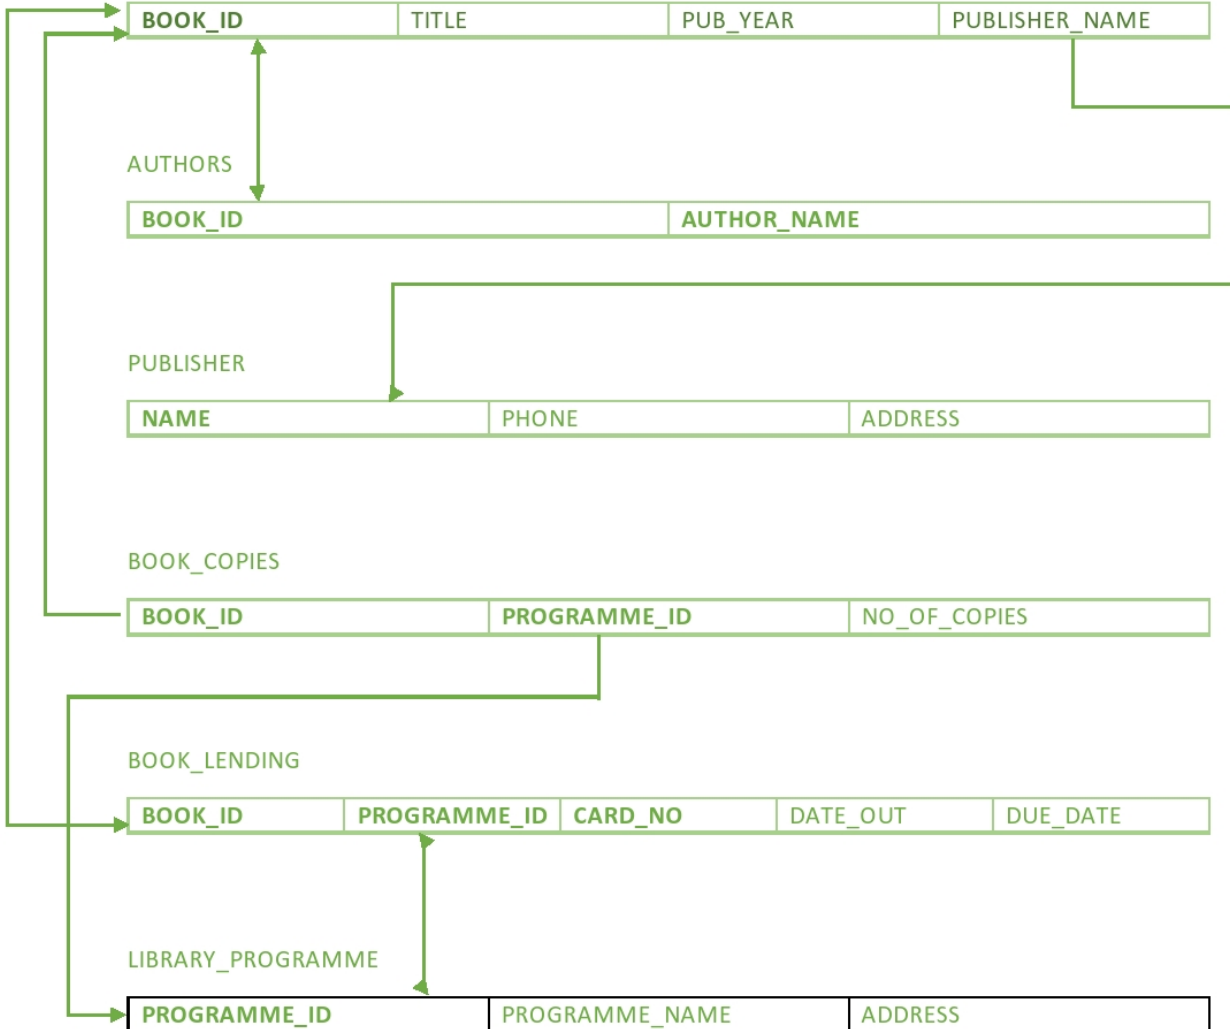 BOOK_ID TITLE PUB_YEAR PUBLISHER_NAME
AUTHORS
BOOK_ID AUTHOR_NAME
PUBLISHER
NAME PHONE ADDRESS
BOOK_COPIES
BOOK_ID PROGRAMME_ID NO_OF_COPIES
BOOK_LENDING
BOOK_ID PROGRAMME_ID CARD_NO DATE_OUT DUE_DATE
LIBRARY_PROGRAMME
PROGRAMME_ID PROGRAMME_NAME ADDRESS